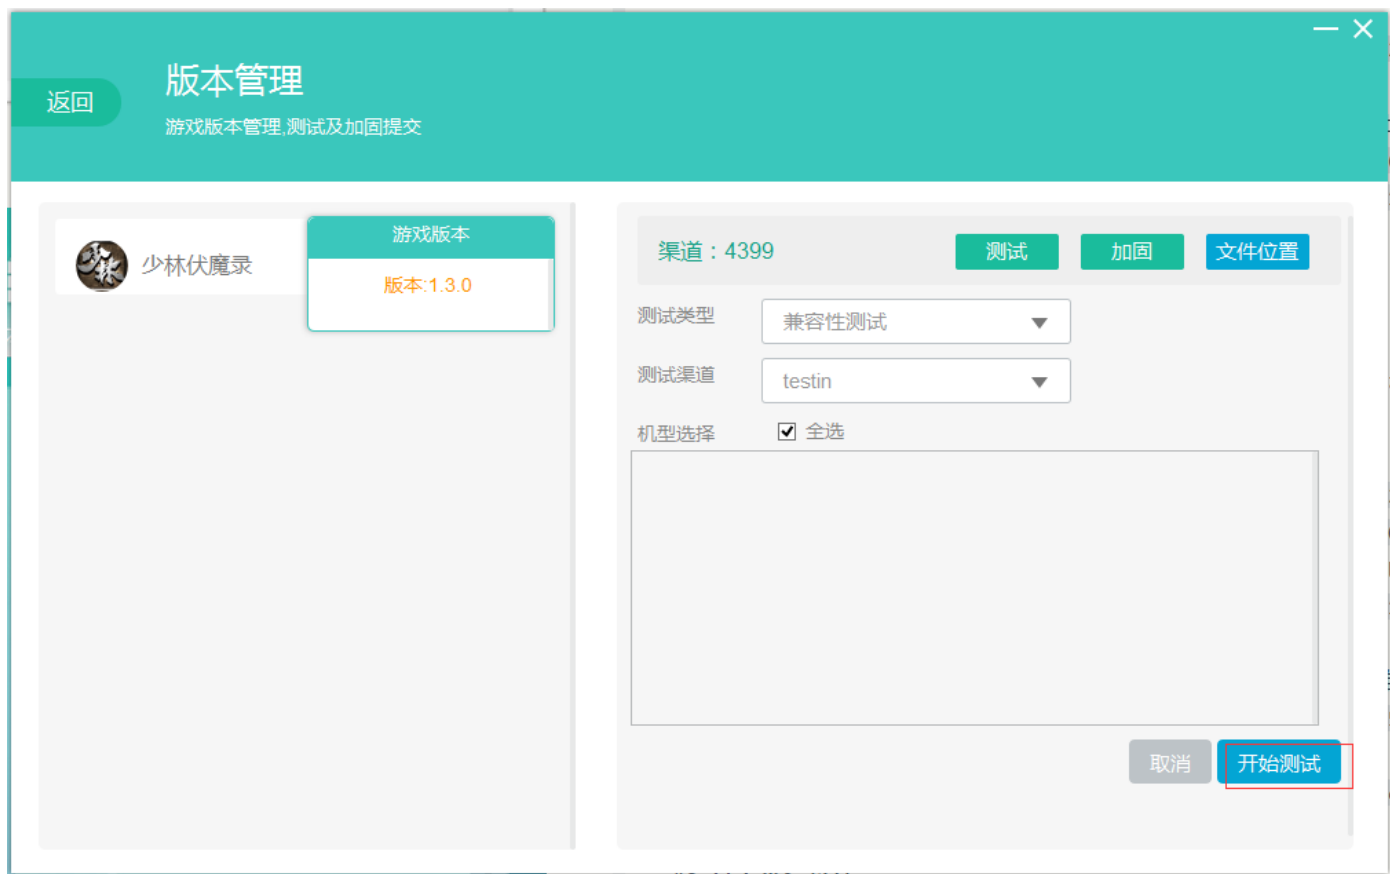 返回
版本管理
游戏版本管理,测试及加固提交
少林伏魔录
游戏版本
版本:1.3.0
渠道：4399
测试
加固
文件位置
测试类型
兼容性测试
测试渠道
testin
机型选择
全选
取消
开始测试